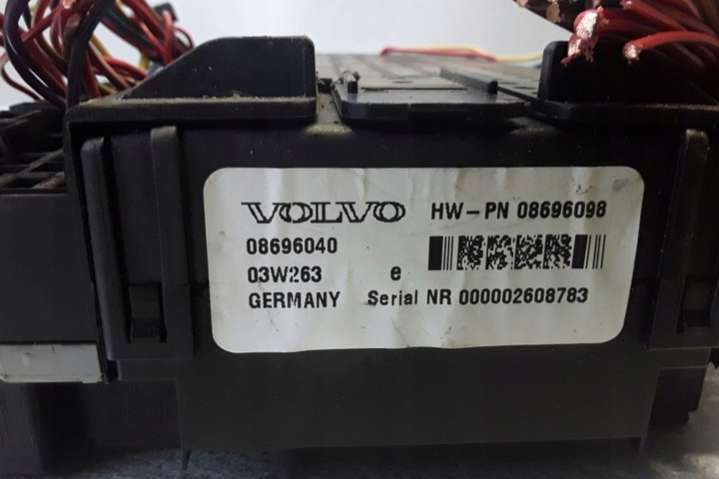 VOLVO HW-PN 08696098
08696040
03W263 e
GERMANY Serial NR 000002608783